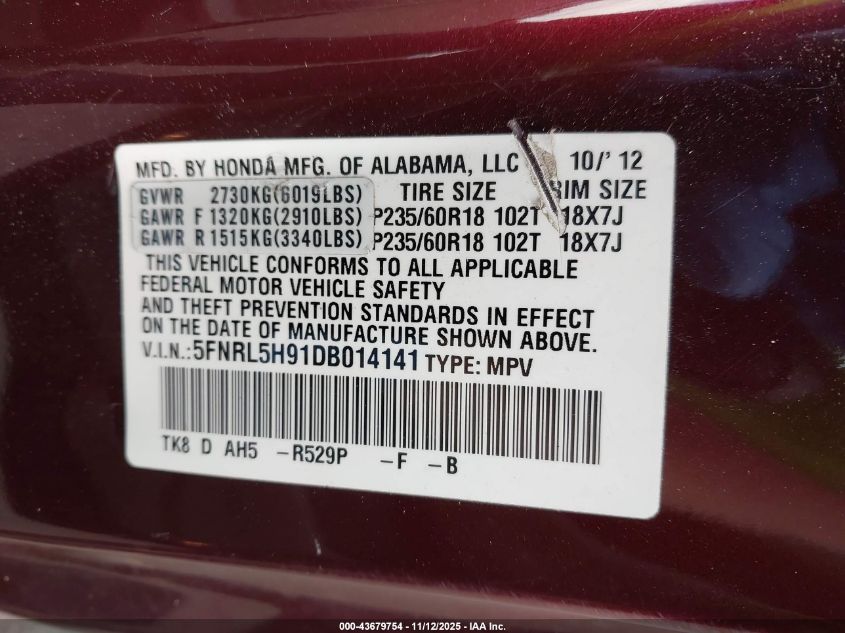 MFD. BY HONDA MFG. OF ALABAMA, LLC 10/' 12
GVWR 2730KG(6019LBS) TIRE SIZE RIM SIZE
GAWR F 1320KG(2910LBS) P235/60R18 102T 18X7J
GAWR R 1515KG(3340LBS) P235/60R18 102T 18X7J
THIS VEHICLE CONFORMS TO ALL APPLICABLE
FEDERAL MOTOR VEHICLE SAFETY
AND THEFT PREVENTION STANDARDS IN EFFECT
ON THE DATE OF MANUFACTURE SHOWN ABOVE.
V.I.N.:5FNRL5H91DB014141 TYPE: MPV
TK8 D AH5 -R529P -F -B
000-43679754 - 11/12/2025 - IAA Inc.